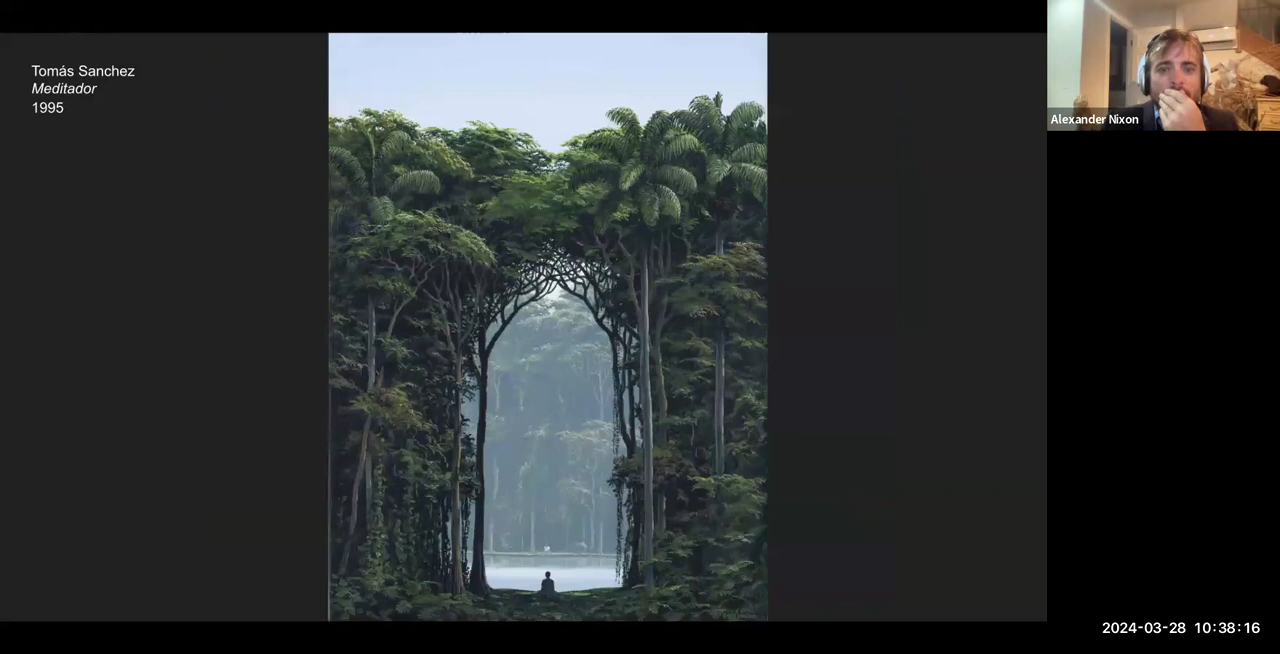 Tomás Sanchez
Meditador
1995
Alexander Nixon
2024-03-28 10:38:16